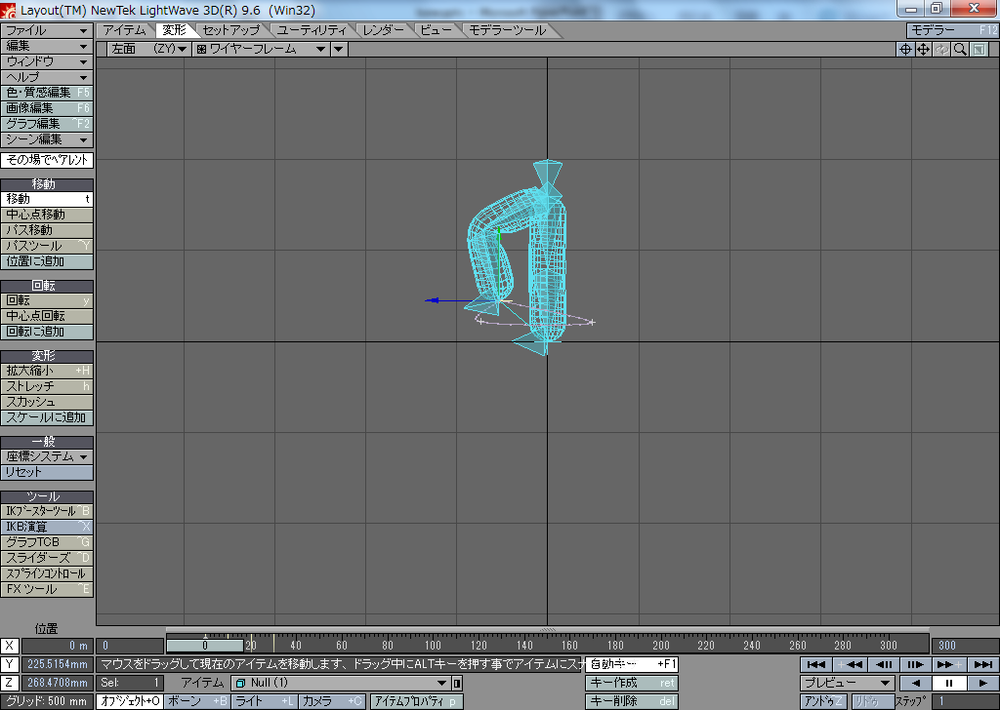 Layout(TM) NewTek LightWave 3D(R) 9.6 (Win32)
ファイル
アイテム 変形 セットアップ ユーティリティ レンダー ビュー モデラーツール
モデラー F12
編集
左面 (ZY) ワイヤーフレーム
ウィンドウ
ヘルプ
色・質感編集 F5
画像編集 F6
グラフ編集 ^F2
シーン編集
その場でペアレント
移動
移動 t
中心点移動
パス移動
パスツール ^Y
位置に追加
回転
回転 y
中心点回転
回転に追加
変形
拡大縮小 +H
ストレッチ h
スカッシュ
スケールに追加
一般
座標システム
リセット
ツール
IKブースターツール ^B
IKB演算 ^X
グラフTCB ^G
スライダーズ ^D
スプラインコントロール
FX ツール ^E
位置
X 0 m
0 0 20 40 60 80 100 120 140 160 180 200 220 240 260 280 300 300
Y 225.5154mm
マウスをドラッグして現在のアイテムを移動します、ドラッグ中にALTキーを押す事でアイテムにスナ
自動キー +F1
Z 268.4708mm
Sel: 1 アイテム Null (1)
キー作成 ret
プレビュー
グリッド: 500 mm
オブジェクト+O ボーン +B ライト +L カメラ +C アイテムプロパティ p
キー削除 del
アンドゥZ リドゥ ステップ 1